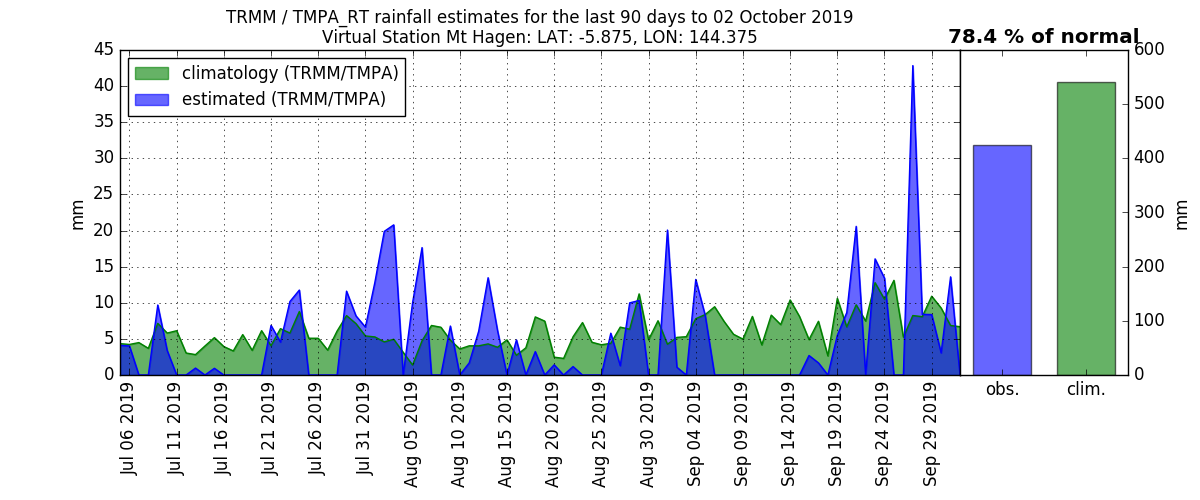 TRMM / TMPA_RT rainfall estimates for the last 90 days to 02 October 2019
Virtual Station Mt Hagen: LAT: -5.875, LON: 144.375
78.4 % of normal
climatology (TRMM/TMPA)
estimated (TRMM/TMPA)
45
40
35
30
25
20
15
10
5
0
mm
600
500
400
300
200
100
0
mm
Jul 06 2019
Jul 11 2019
Jul 16 2019
Jul 21 2019
Jul 26 2019
Jul 31 2019
Aug 05 2019
Aug 10 2019
Aug 15 2019
Aug 20 2019
Aug 25 2019
Aug 30 2019
Sep 04 2019
Sep 09 2019
Sep 14 2019
Sep 19 2019
Sep 24 2019
Sep 29 2019
obs.
clim.